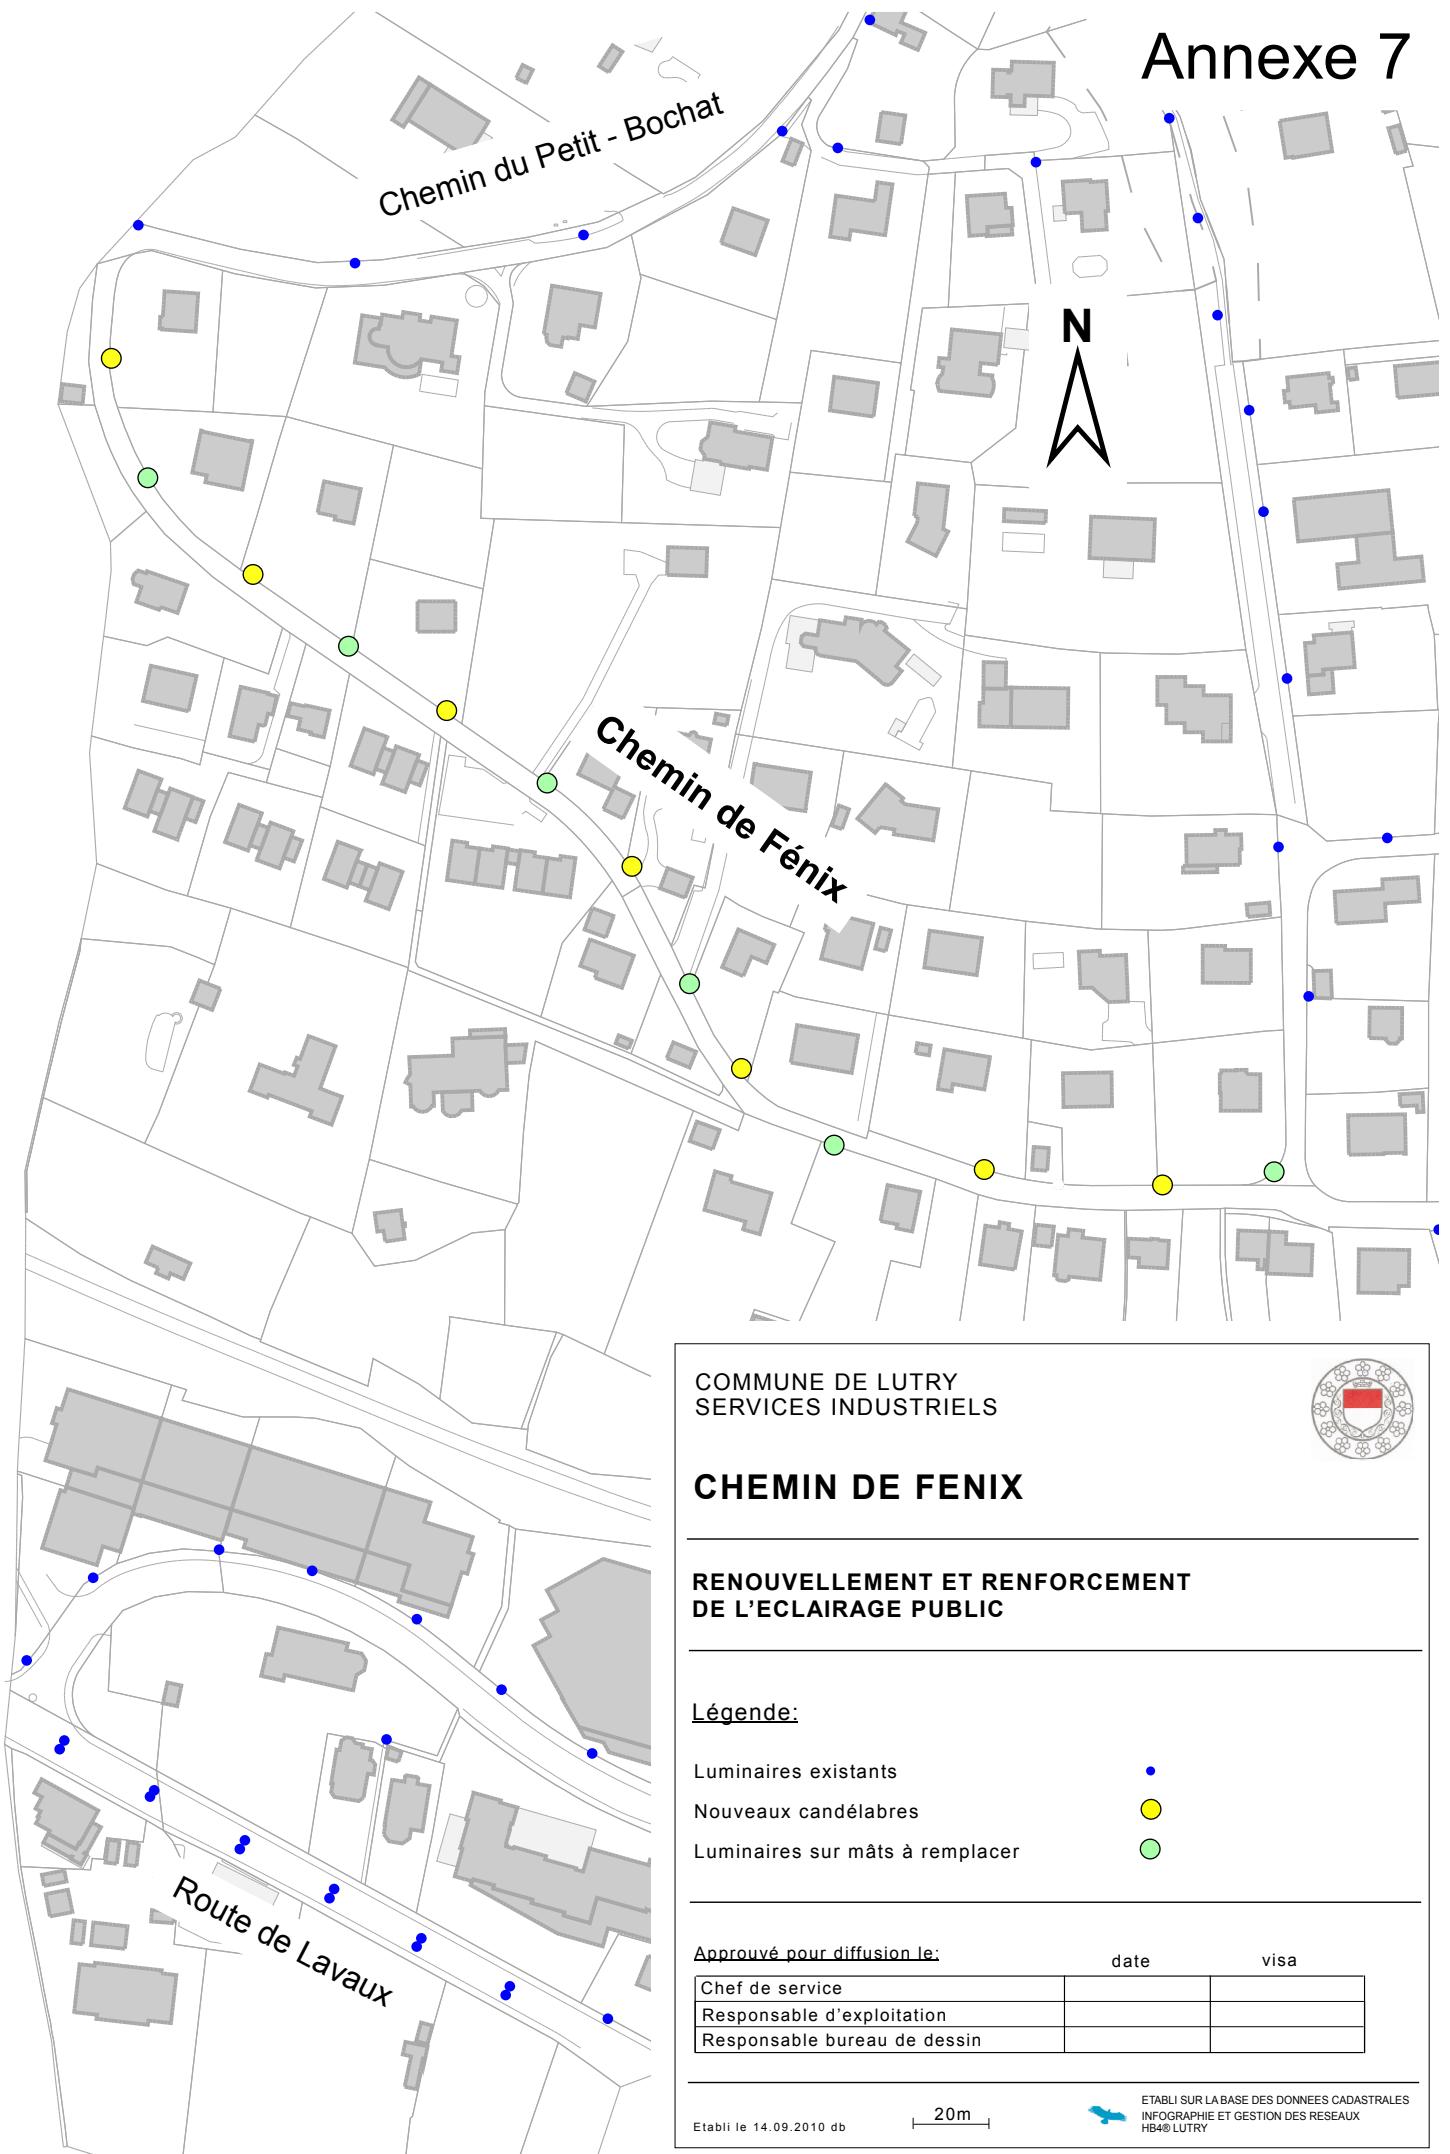 Annexe 7
Chemin du Petit - Bochat
N
Chemin de Fénix
Route de Lavaux
COMMUNE DE LUTRY
SERVICES INDUSTRIELS
CHEMIN DE FENIX
RENOUVELLEMENT ET RENFORCEMENT
DE L'ECLAIRAGE PUBLIC
Légende:
Luminaires existants
Nouveaux candélabres
Luminaires sur mâts à remplacer
Approuvé pour diffusion le: date visa
Chef de service
Responsable d'exploitation
Responsable bureau de dessin
Etabli le 14.09.2010 db
20m
ETABLI SUR LA BASE DES DONNEES CADASTRALES
INFOGRAPHIE ET GESTION DES RESEAUX
HB4® LUTRY